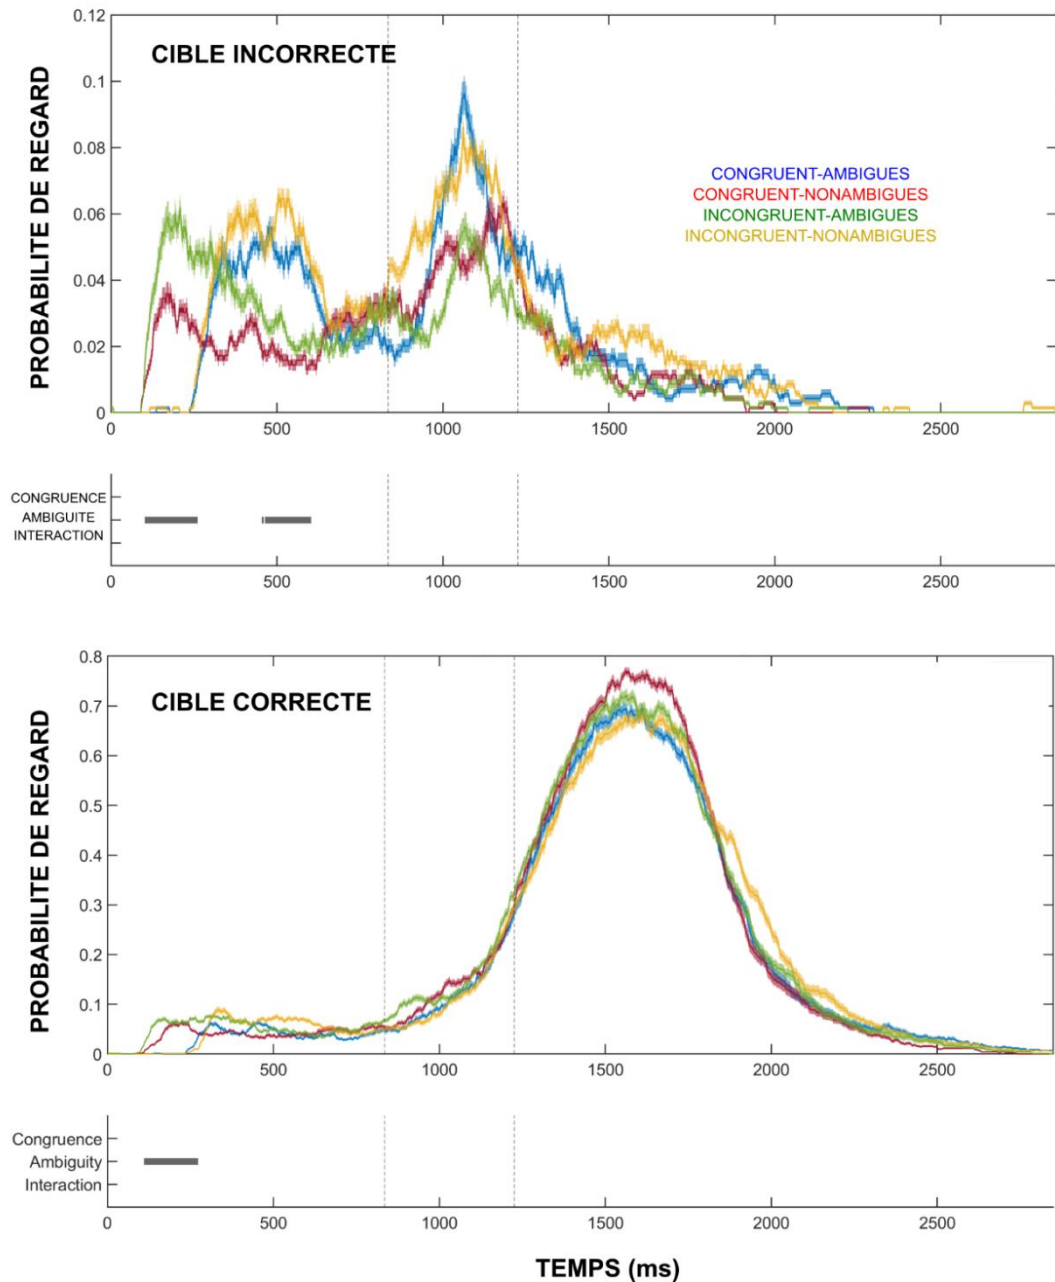 0.12
CIBLE INCORRECTE
0.1
0.08
CONGRUENT-AMBIGUES
CONGRUENT-NONAMBIGUES
INCONGRUENT-AMBIGUES
INCONGRUENT-NONAMBIGUES
0.06
0.04
0.02
0
PROBABILITE DE REGARD
0 500 1000 1500 2000 2500
CONGRUENCE
AMBIGUITE
INTERACTION
0 500 1000 1500 2000 2500
0.8
CIBLE CORRECTE
0.7
0.6
0.5
0.4
0.3
0.2
0.1
0
PROBABILITE DE REGARD
0 500 1000 1500 2000 2500
Congruence
Ambiguity
Interaction
0 500 1000 1500 2000 2500
TEMPS (ms)